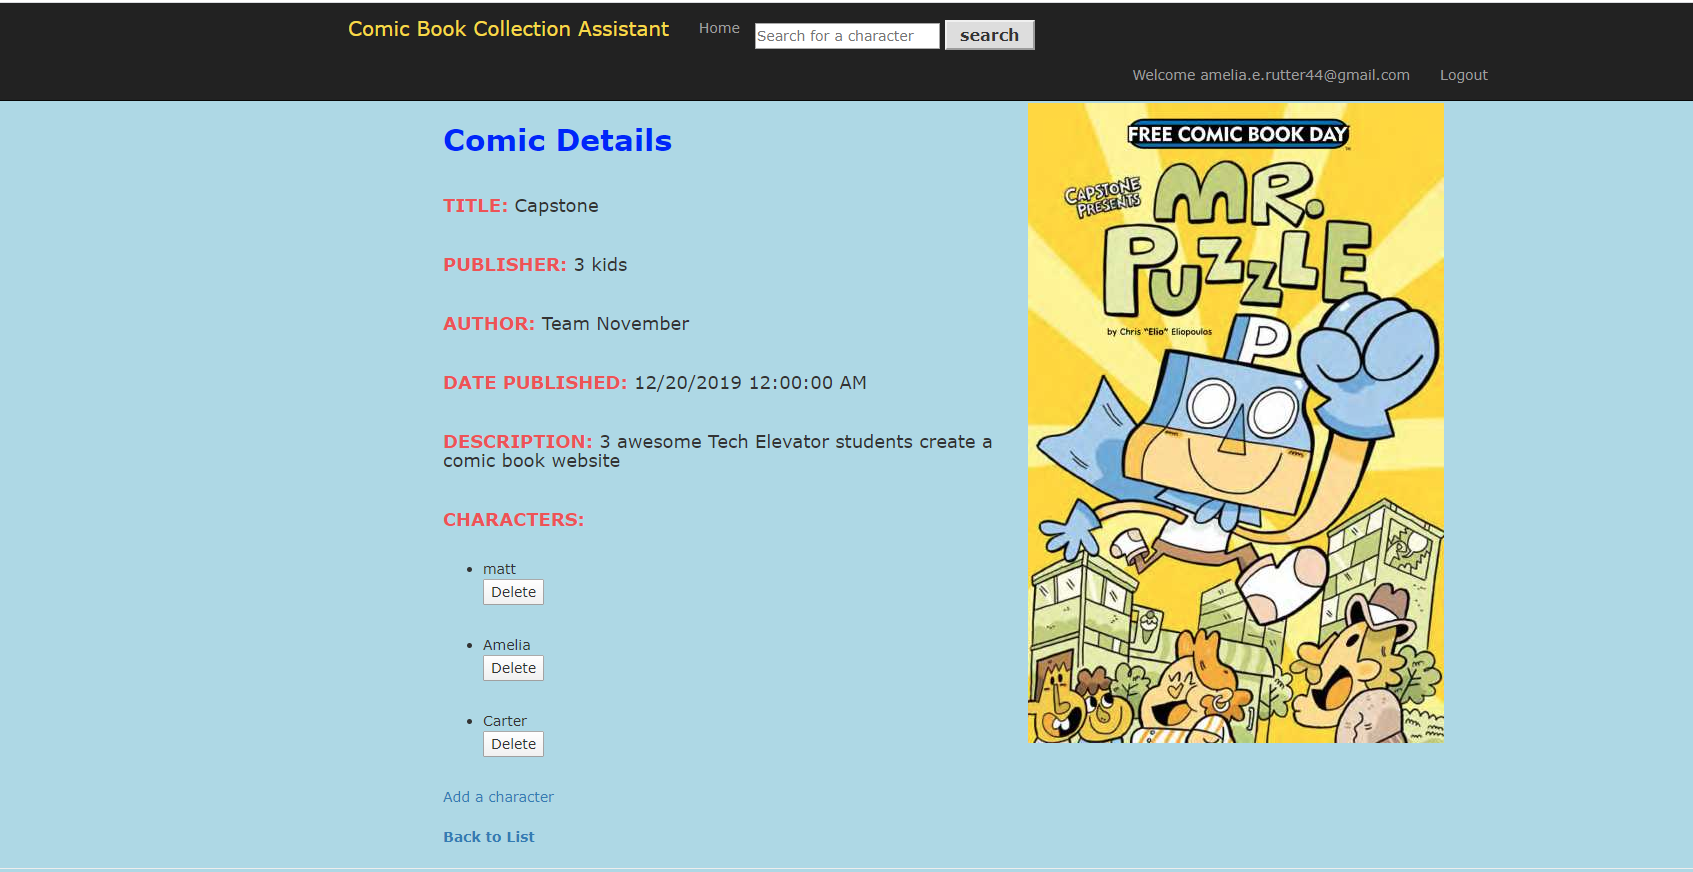 Comic Book Collection Assistant
Home
Search for a character
search
Welcome amelia.e.rutter44@gmail.com
Logout
Comic Details
TITLE: Capstone
PUBLISHER: 3 kids
AUTHOR: Team November
DATE PUBLISHED: 12/20/2019 12:00:00 AM
DESCRIPTION: 3 awesome Tech Elevator students create a
comic book website
CHARACTERS:
matt
Delete
Amelia
Delete
Carter
Delete
Add a character
Back to List
FREE COMIC BOOK DAY™
CAPSTONE
PRESENTS
MR.
PUZZLE
by Chris "Elio" Eliopoulos
P